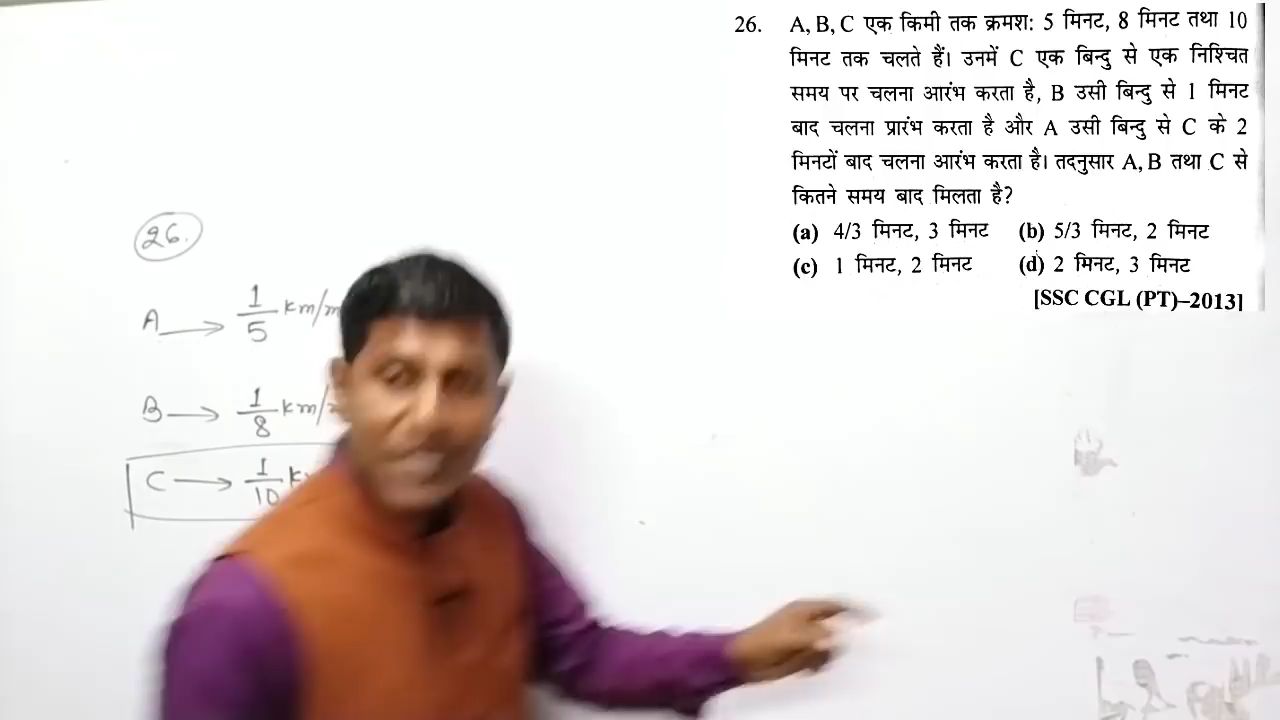 26. A, B, C एक किमी तक क्रमश: 5 मिनट, 8 मिनट तथा 10
मिनट तक चलते हैं। उनमें C एक बिन्दु से एक निश्चित
समय पर चलना आरंभ करता है, B उसी बिन्दु से 1 मिनट
बाद चलना प्रारंभ करता है और A उसी बिन्दु से C के 2
मिनटों बाद चलना आरंभ करता है। तदनुसार A, B तथा C से
कितने समय बाद मिलता है?
(a) 4/3 मिनट, 3 मिनट (b) 5/3 मिनट, 2 मिनट
(c) 1 मिनट, 2 मिनट (d) 2 मिनट, 3 मिनट
[SSC CGL (PT)–2013]
26.
A → 1/5 km/m
B → 1/8 km/
C → 1/10 k